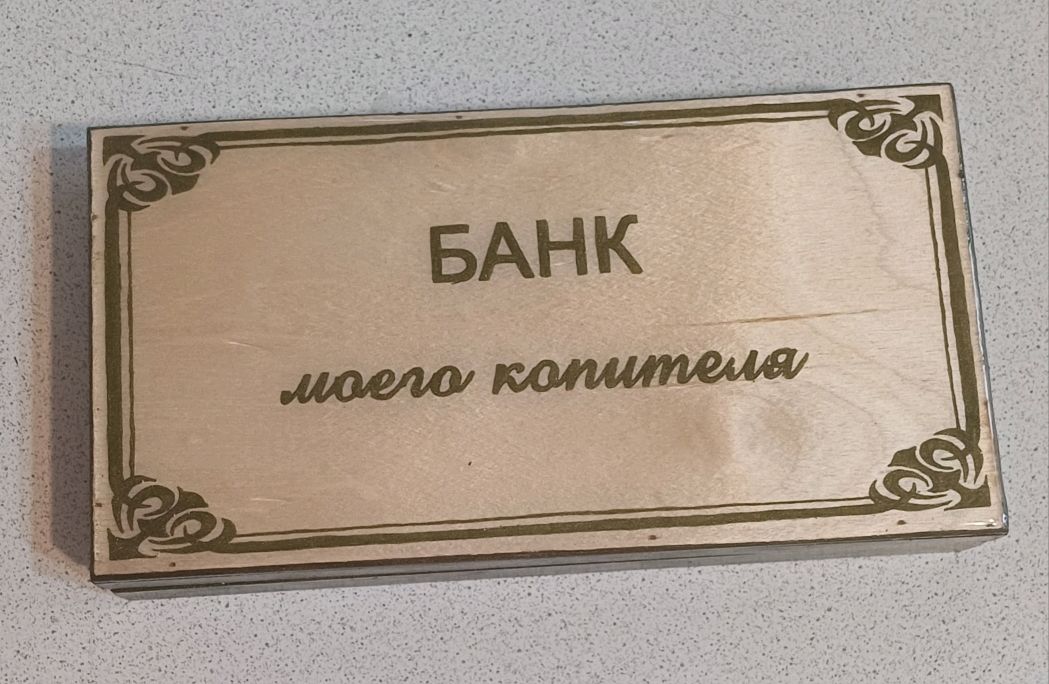 БАНК
моего копителя